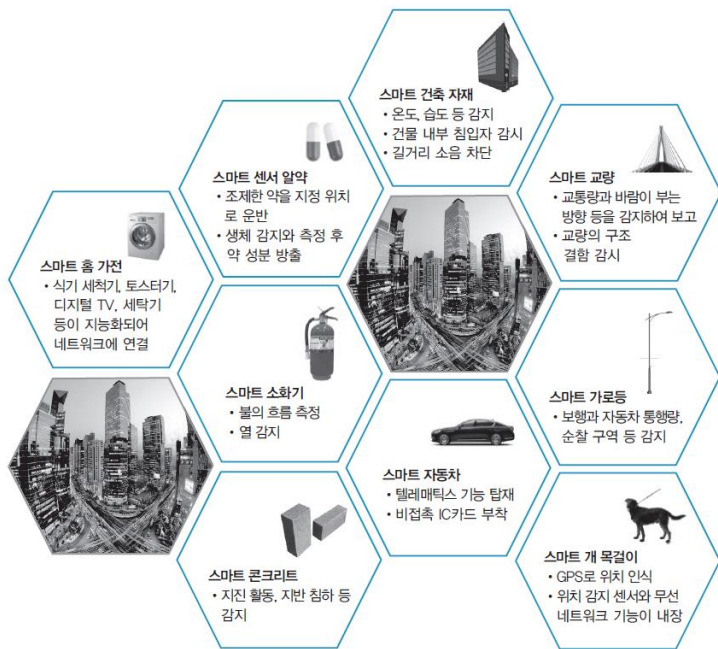 스마트 건축 자재
• 온도, 습도 등 감지
• 건물 내부 침입자 감시
• 길거리 소음 차단
스마트 센서 알약
• 조제한 약을 지정 위치
로 운반
• 생체 감지와 측정 후
약 성분 방출
스마트 교량
• 교통량과 바람이 부는
방향 등을 감지하여 보고
• 교량의 구조
결함 감시
스마트 홈 가전
• 식기 세척기, 토스터기,
디지털 TV, 세탁기
등이 지능화되어
네트워크에 연결
스마트 소화기
• 불의 흐름 측정
• 열 감지
스마트 가로등
• 보행과 자동차 통행량,
순찰 구역 등 감지
스마트 자동차
• 텔레매틱스 기능 탑재
• 비접촉 IC카드 부착
스마트 콘크리트
• 지진 활동, 지반 침하 등
감지
스마트 개 목걸이
• GPS로 위치 인식
• 위치 감지 센서와 무선
네트워크 기능이 내장